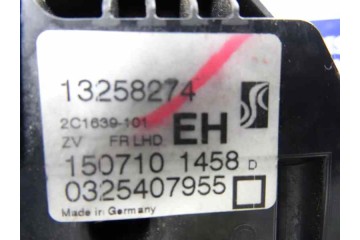 13258274
2C1639-101
ZV FR LHD EH
150710 1458 D
0325407955
Made in Germany